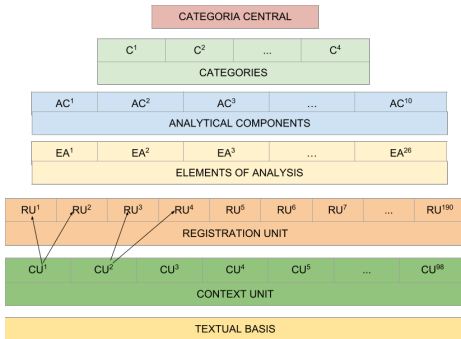 CATEGORIA CENTRAL
C¹ C² ... C⁴
CATEGORIES
AC¹ AC² AC³ ... AC¹⁰
ANALYTICAL COMPONENTS
EA¹ EA² EA³ ... EA²⁶
ELEMENTS OF ANALYSIS
RU¹ RU² RU³ RU⁴ RU⁵ RU⁶ RU⁷ ... RU¹⁹⁰
REGISTRATION UNIT
CU¹ CU² CU³ CU⁴ CU⁵ ... CU⁹⁸
CONTEXT UNIT
TEXTUAL BASIS